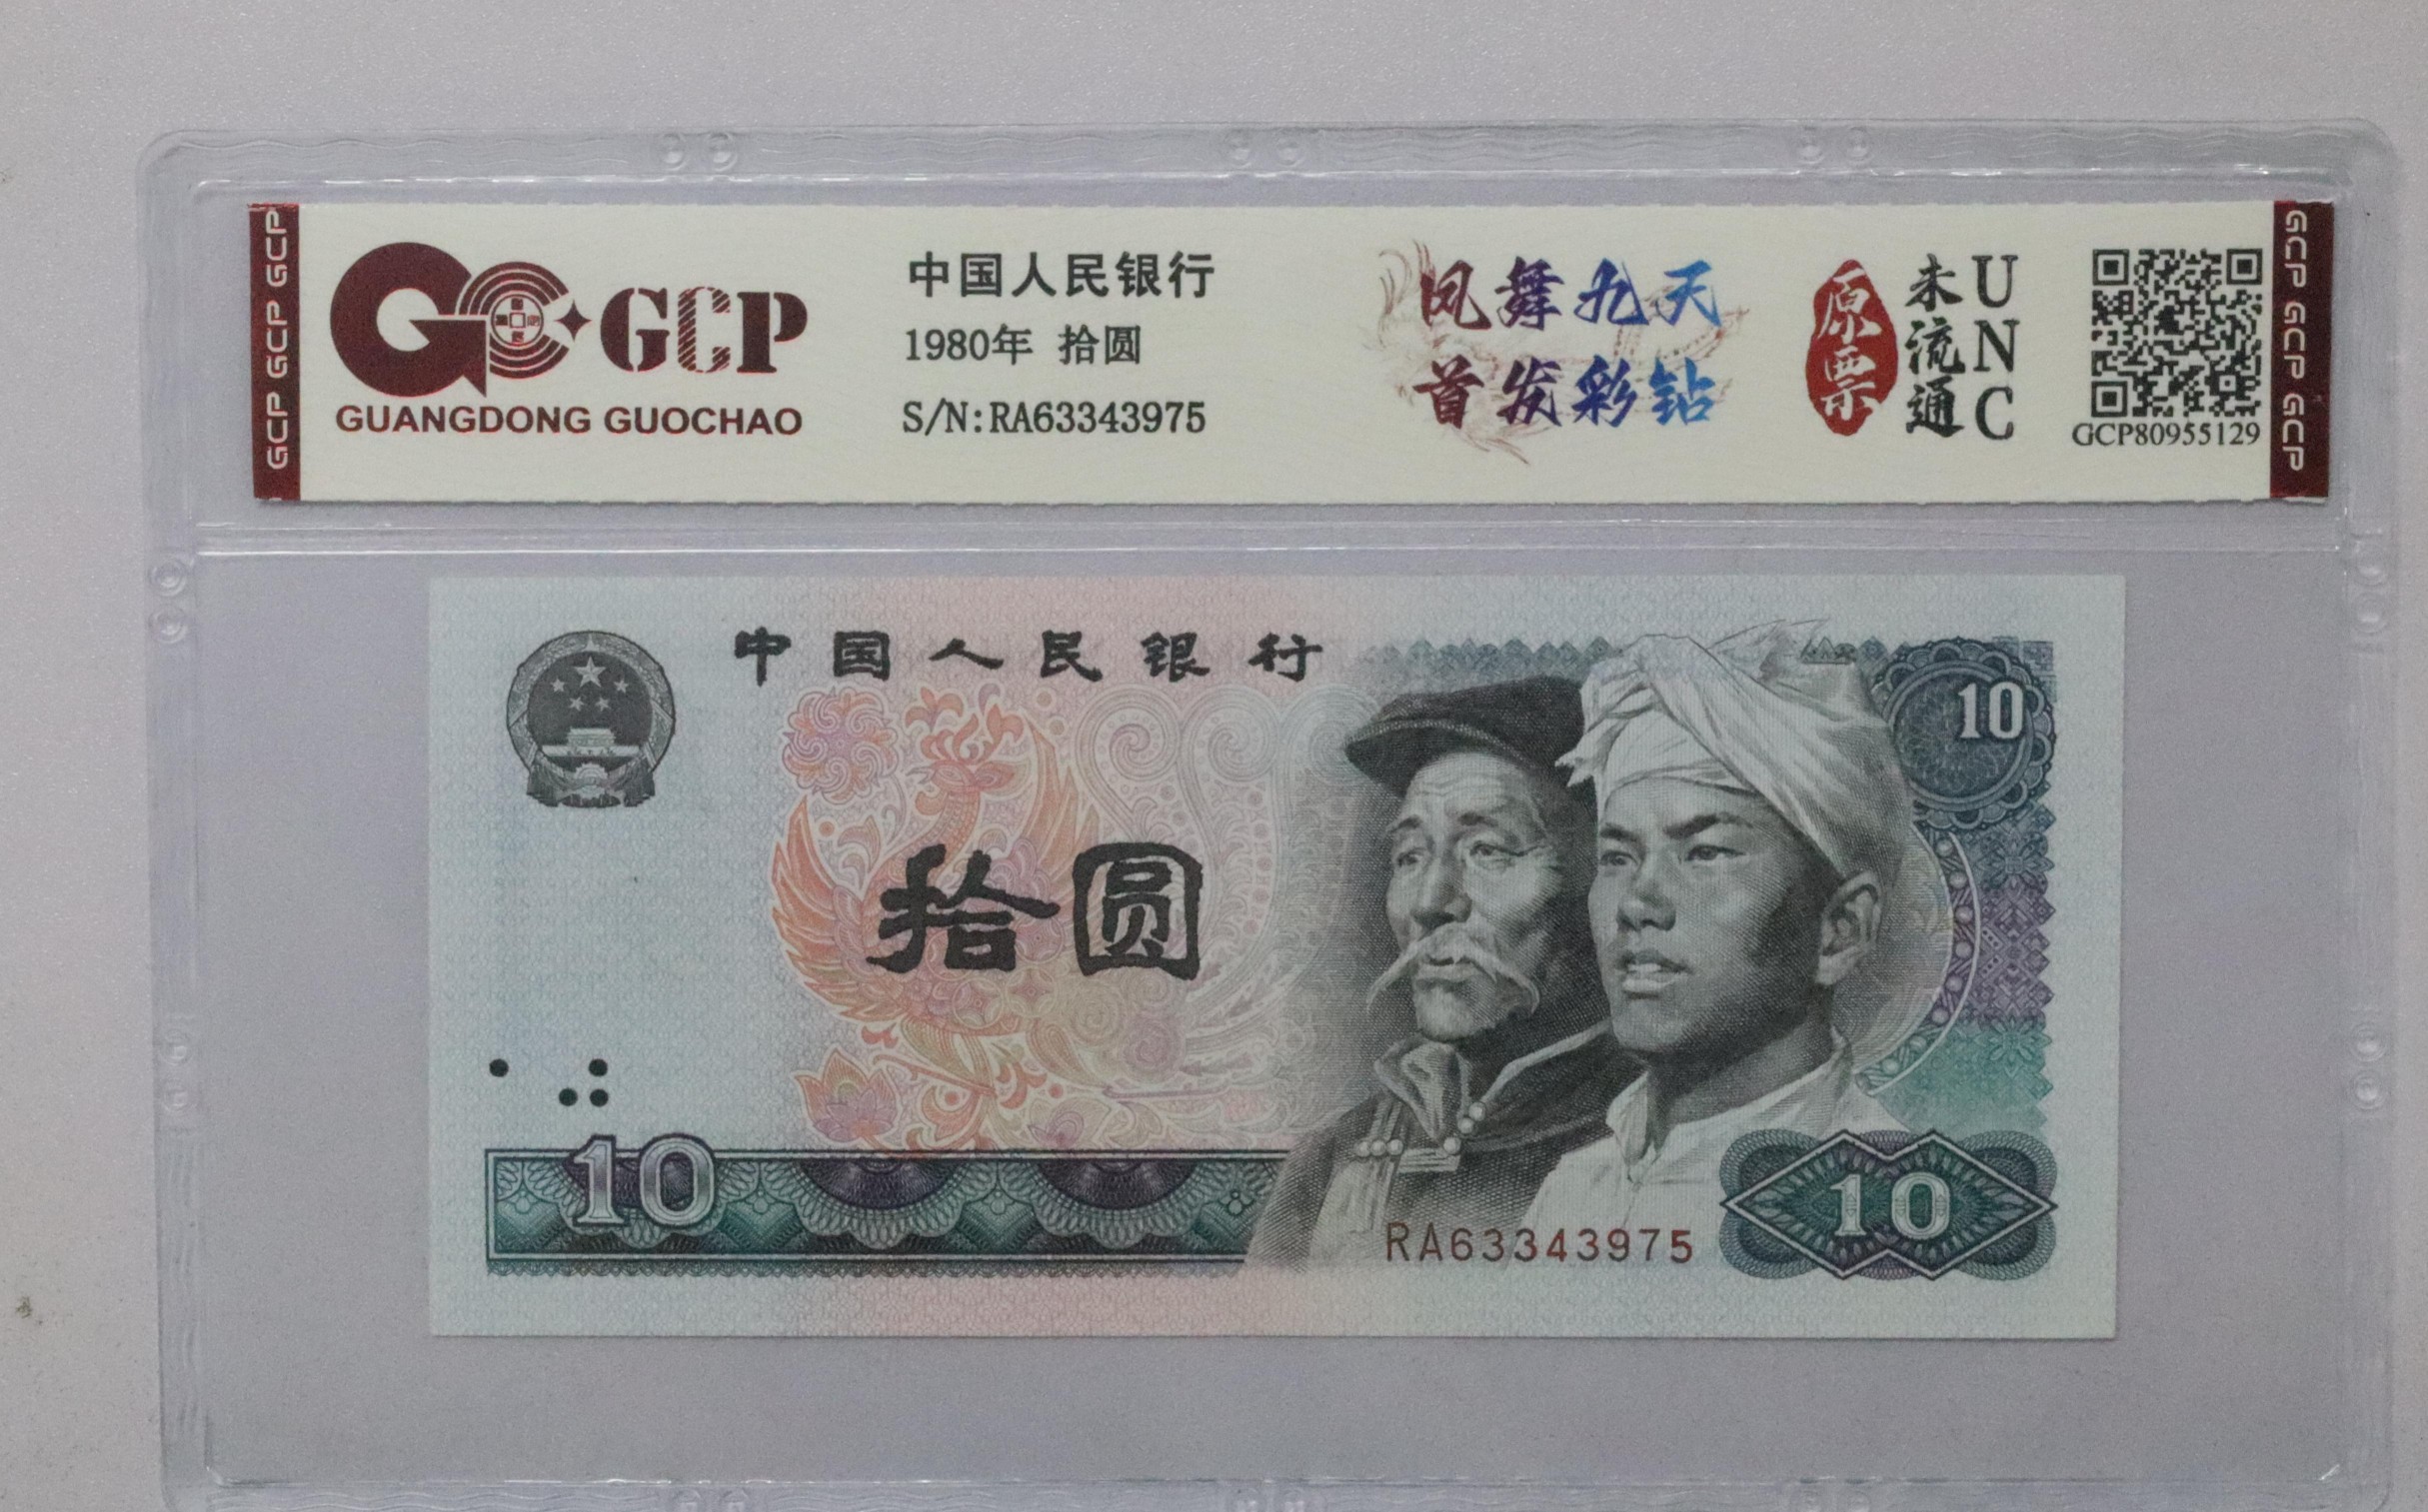 GCP GCP GCP
GCP
GUANGDONG GUOCHAO
中国人民银行
1980年 拾圆
S/N:RA63343975
凤舞九天
首发彩钻
原票
未流通
UNC
GCP80955129
GCP GCP GCP
中国人民银行
10
拾圆
10
RA63343975
10